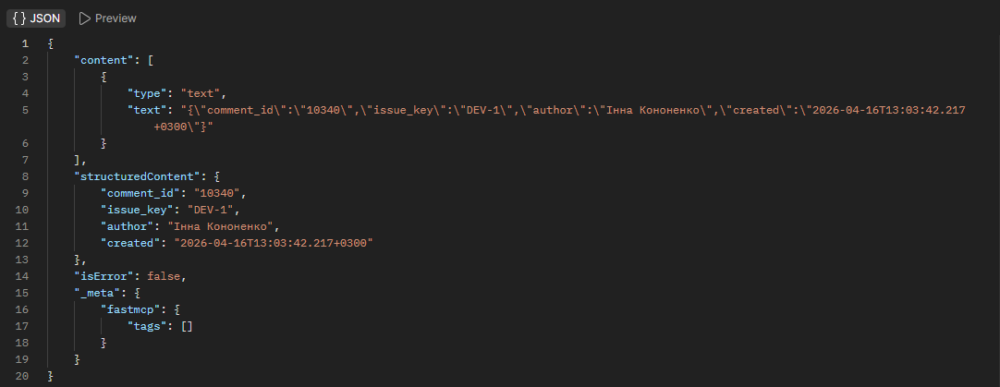 { } JSON Preview
1 {
2 "content": [
3 {
4 "type": "text",
5 "text": "{\"comment_id\":\"10340\",\"issue_key\":\"DEV-1\",\"author\":\"Інна Кононенко\",\"created\":\"2026-04-16T13:03:42.217
+0300\"}"
6 }
7 ],
8 "structuredContent": {
9 "comment_id": "10340",
10 "issue_key": "DEV-1",
11 "author": "Інна Кононенко",
12 "created": "2026-04-16T13:03:42.217+0300"
13 },
14 "isError": false,
15 "_meta": {
16 "fastmcp": {
17 "tags": []
18 }
19 }
20 }